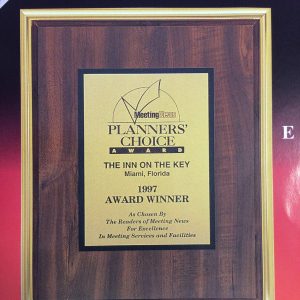 MeetingNews
PLANNERS'
CHOICE
AWARD
THE INN ON THE KEY
Miami, Florida
1997
AWARD WINNER
As Chosen By
The Readers of Meeting News
For Excellence
In Meeting Services and Facilities
E